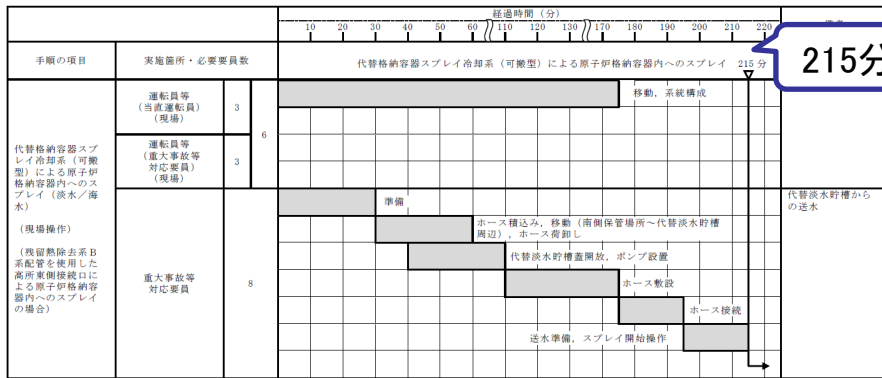 経過時間（分）
10 20 30 40 50 60 110 120 130 170 180 190 200 210 220
手順の項目
実施箇所・必要要員数
代替格納容器スプレイ冷却系（可搬型）による原子炉格納容器内へのスプレイ 215分
215分
代替格納容器スプ
レイ冷却系（可搬
型）による原子炉
格納容器内へのス
プレイ（淡水／海
水）
（現場操作）
（残留熱除去系Ｂ
系配管を使用した
高所東側接続口に
よる原子炉格納容
器内へのスプレイ
の場合）
運転員等
（当直運転員）
（現場）
3
運転員等
（重大事故等
対応要員）
（現場）
3
6
重大事故等
対応要員
8
移動，系統構成
準備
ホース積込み，移動（南側保管場所～代替淡水貯槽
周辺），ホース荷卸し
代替淡水貯槽蓋開放，ポンプ設置
ホース敷設
ホース接続
送水準備，スプレイ開始操作
代替淡水貯槽から
の送水